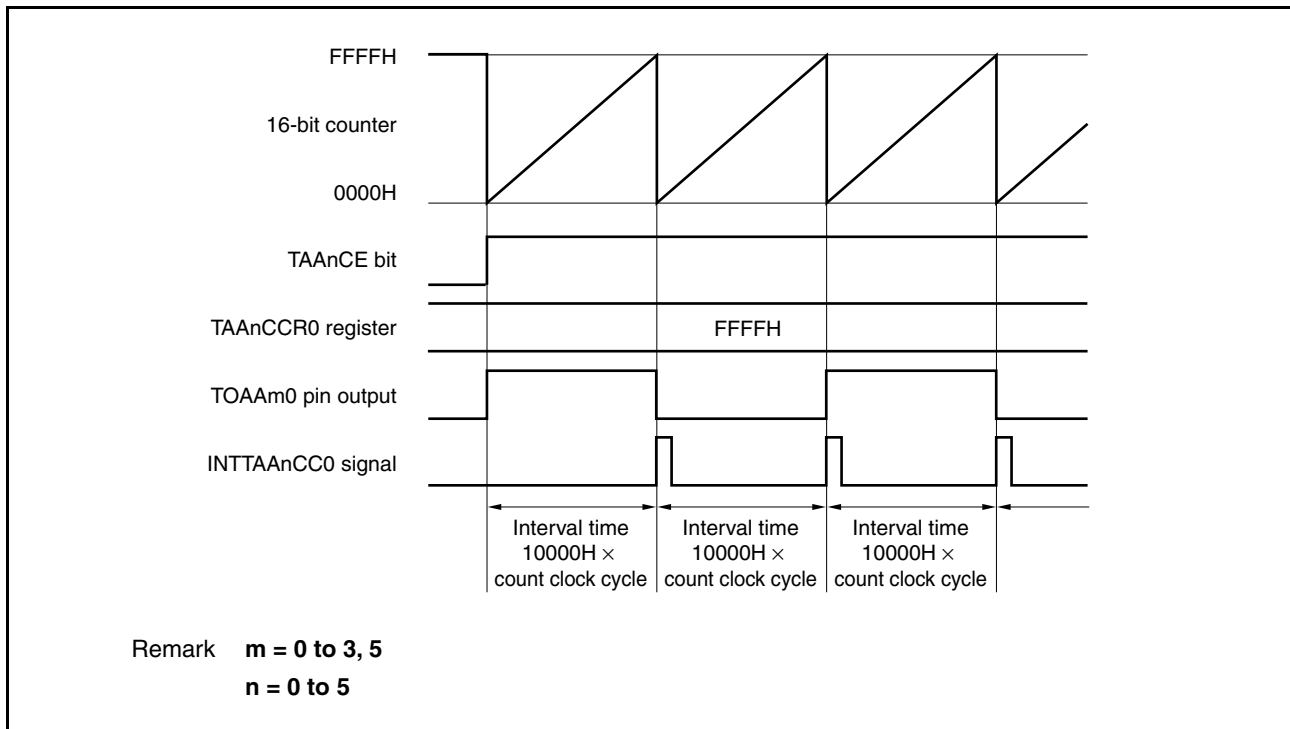 FFFFH
16-bit counter
0000H
TAAnCE bit
TAAnCCR0 register
FFFFH
TOAAm0 pin output
INTTAAnCC0 signal
Interval time
10000H ×
count clock cycle
Interval time
10000H ×
count clock cycle
Interval time
10000H ×
count clock cycle
Remark m = 0 to 3, 5
n = 0 to 5